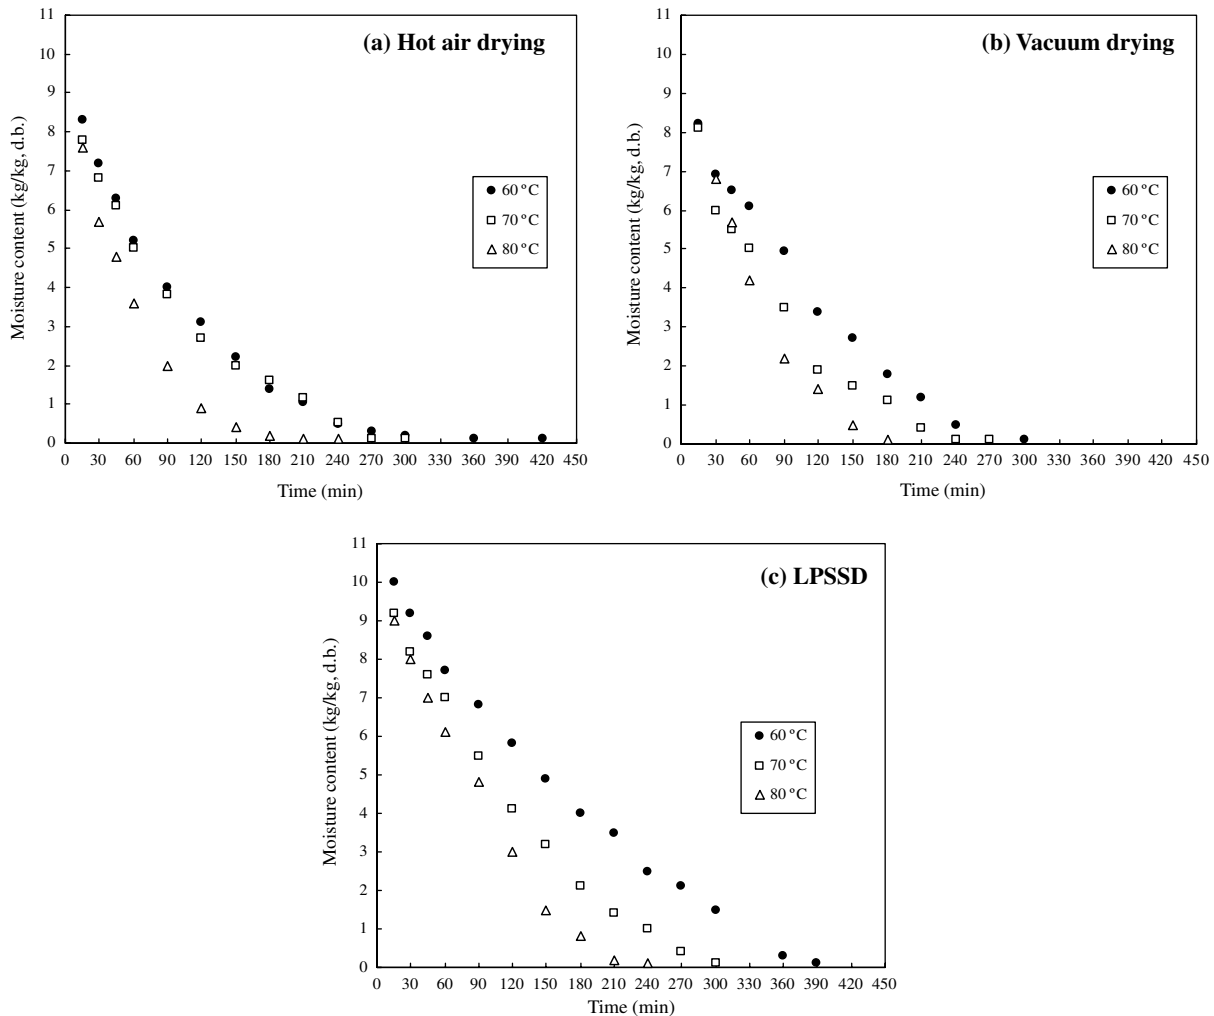 (a) Hot air drying
Moisture content (kg/kg, d.b.)
11
10
9
8
7
6
5
4
3
2
1
0
60 °C
70 °C
80 °C
0 30 60 90 120 150 180 210 240 270 300 330 360 390 420 450
Time (min)
(b) Vacuum drying
Moisture content (kg/kg, d.b.)
11
10
9
8
7
6
5
4
3
2
1
0
60 °C
70 °C
80 °C
0 30 60 90 120 150 180 210 240 270 300 330 360 390 420 450
Time (min)
(c) LPSSD
Moisture content (kg/kg, d.b.)
11
10
9
8
7
6
5
4
3
2
1
0
60 °C
70 °C
80 °C
0 30 60 90 120 150 180 210 240 270 300 330 360 390 420 450
Time (min)